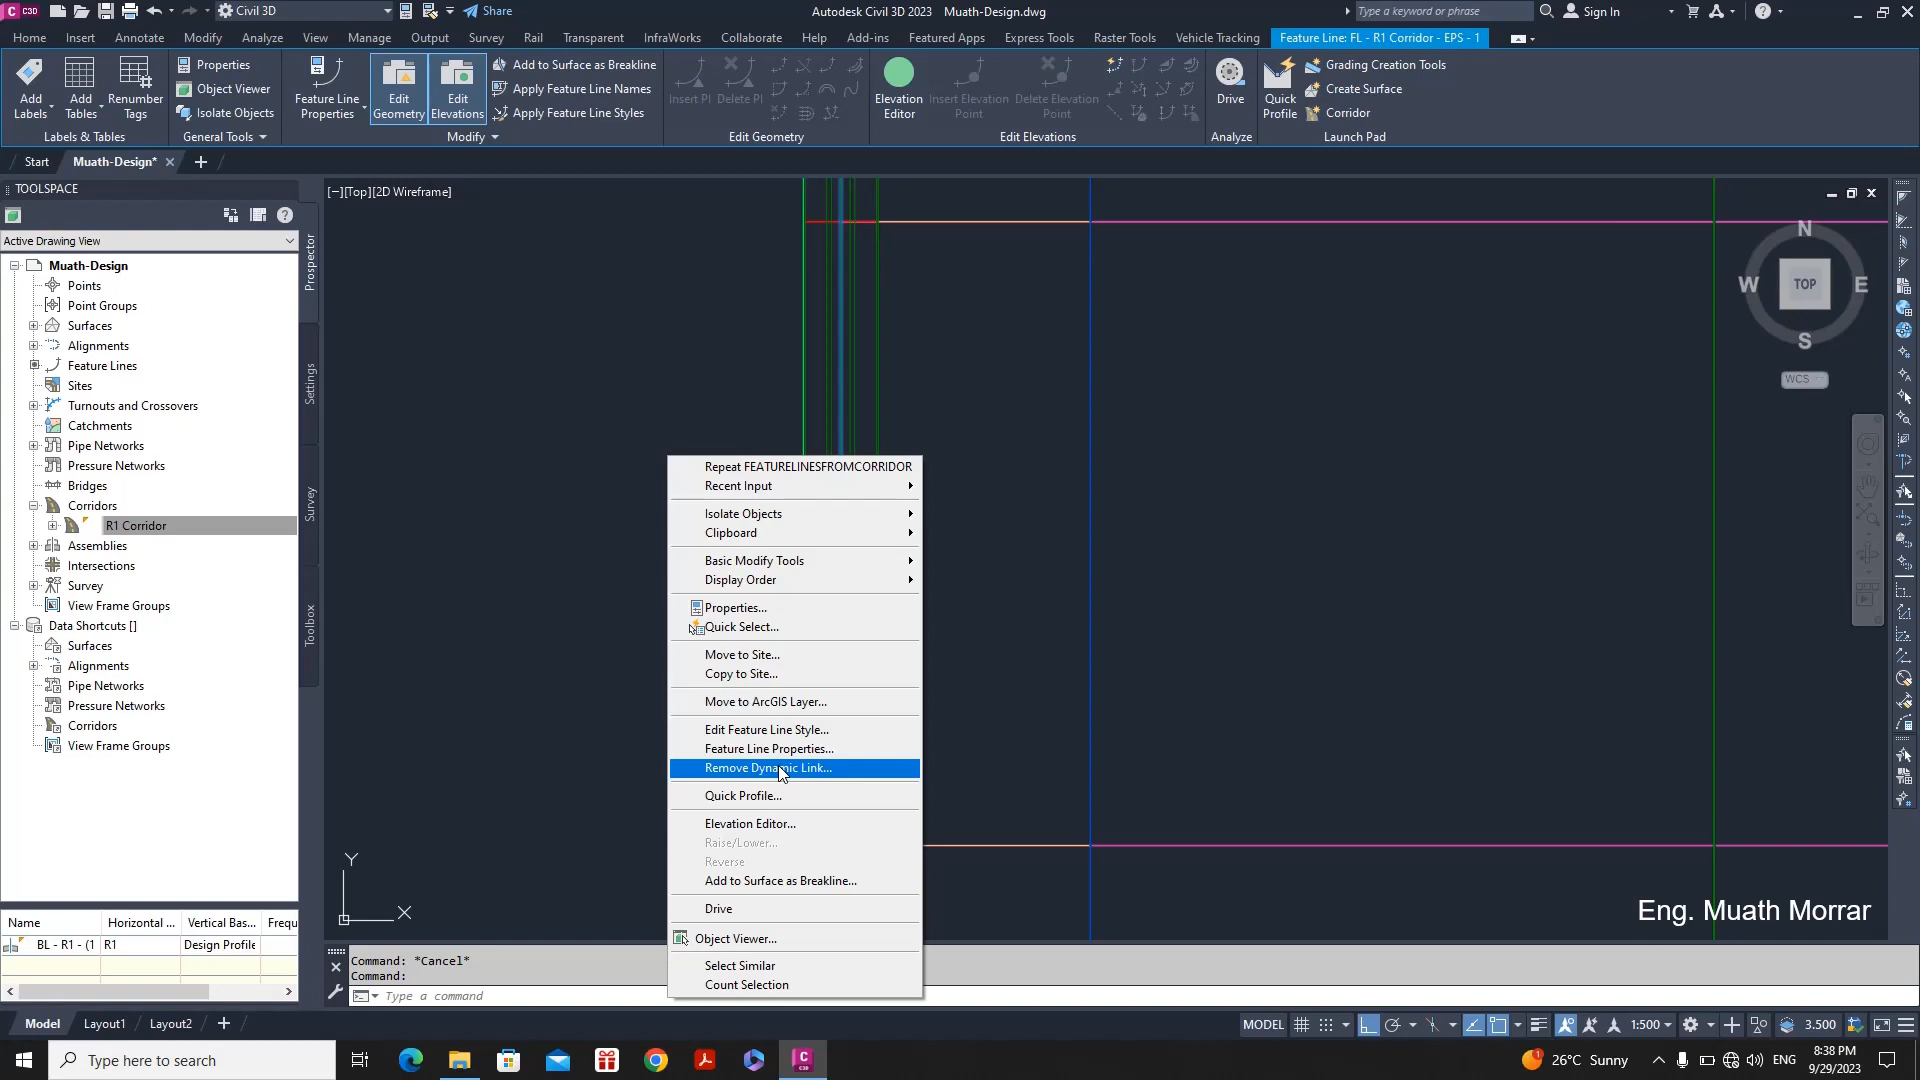 C3D Civil 3D Share Autodesk Civil 3D 2023 Muath-Design.dwg Type a keyword or phrase Sign In
Home Insert Annotate Modify Analyze View Manage Output Survey Rail Transparent InfraWorks Collaborate Help Add-ins Featured Apps Express Tools Raster Tools Vehicle Tracking Feature Line: FL - R1 Corridor - EPS - 1
Properties Add to Surface as Breakline Grading Creation Tools
Object Viewer Apply Feature Line Names Create Surface
Isolate Objects Apply Feature Line Styles Corridor
Add Labels Add Tables Renumber Tags Feature Line Properties Edit Geometry Edit Elevations Insert PI Delete PI Elevation Editor Insert Elevation Point Delete Elevation Point Drive Quick Profile
Labels & Tables General Tools Modify Edit Geometry Edit Elevations Analyze Launch Pad
Start Muath-Design*
TOOLSPACE
[−][Top][2D Wireframe]
Active Drawing View
Muath-Design
Points
Point Groups
Surfaces
Alignments
Feature Lines
Sites
Turnouts and Crossovers
Catchments
Pipe Networks
Pressure Networks
Bridges
Corridors
R1 Corridor
Assemblies
Intersections
Survey
View Frame Groups
Data Shortcuts []
Surfaces
Alignments
Pipe Networks
Pressure Networks
Corridors
View Frame Groups
Prospector
Settings
Survey
Toolbox
Name Horizontal ... Vertical Bas... Frequ
BL - R1 - (1 R1 Design Profile
Repeat FEATURELINESFROMCORRIDOR
Recent Input
Isolate Objects
Clipboard
Basic Modify Tools
Display Order
Properties...
Quick Select...
Move to Site...
Copy to Site...
Move to ArcGIS Layer...
Edit Feature Line Style...
Feature Line Properties...
Remove Dynamic Link...
Quick Profile...
Elevation Editor...
Raise/Lower...
Reverse
Add to Surface as Breakline...
Drive
Object Viewer...
Select Similar
Count Selection
N
W TOP E
S
WCS
Y
X
Eng. Muath Morrar
Command: *Cancel*
Command:
Type a command
Model Layout1 Layout2 MODEL 1:500 3.500
Type here to search 26°C Sunny ENG 8:38 PM
9/29/2023